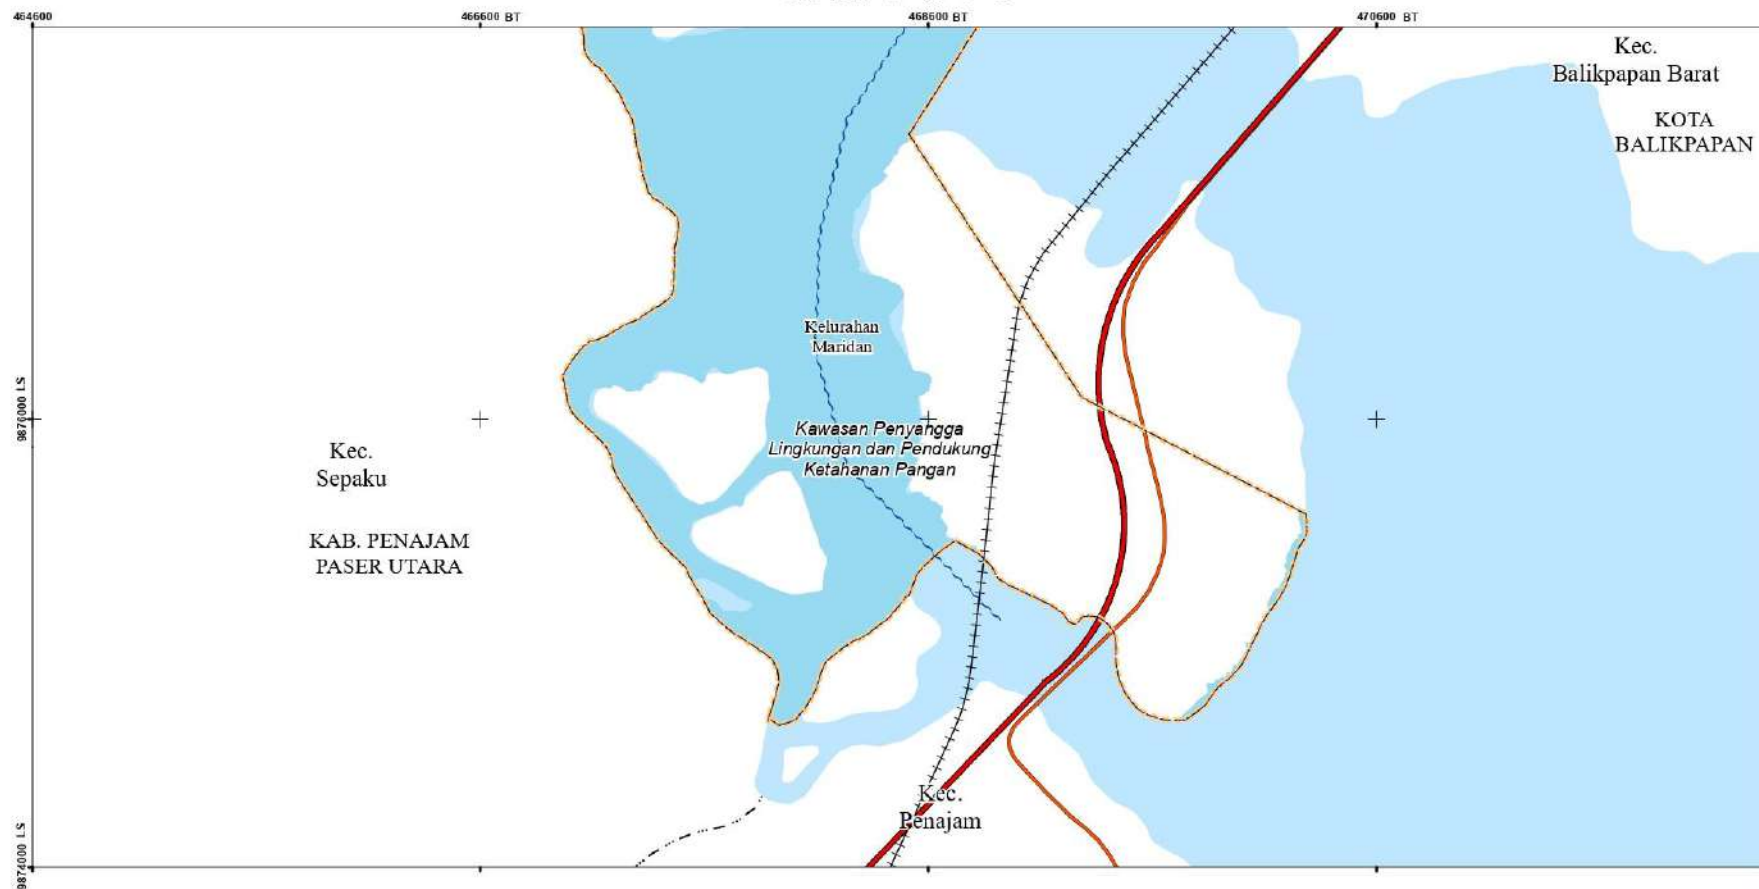 464600
466600 BT
468600 BT
470600 BT
Kec.
Balikpapan Barat
KOTA
BALIKPAPAN
Kelurahan
Maridan
9876000 LS
Kawasan Penyangga
Lingkungan dan Pendukung
Ketahanan Pangan
Kec.
Sepaku
KAB. PENAJAM
PASER UTARA
Kec.
Penajam
9874000 LS